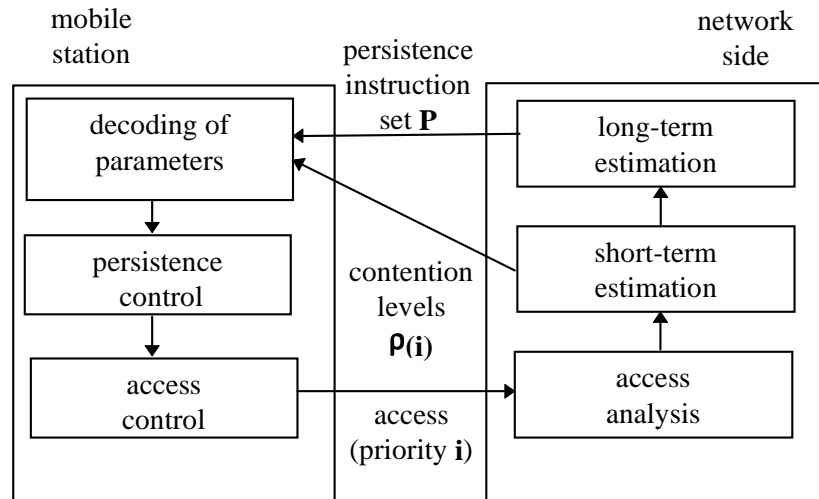 mobile
station
network
side
persistence
instruction
set P
decoding of
parameters
long-term
estimation
persistence
control
contention
levels
ρ(i)
short-term
estimation
access
control
access
(priority i)
access
analysis